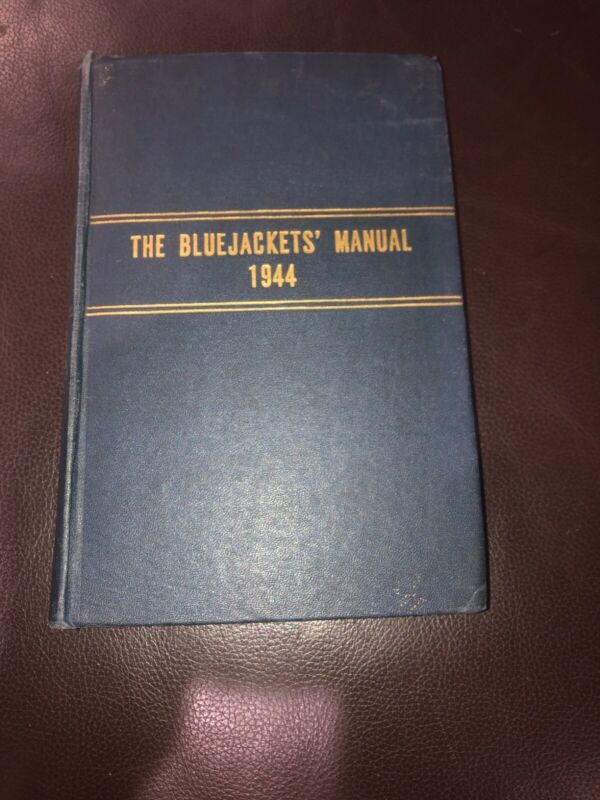 THE BLUEJACKETS' MANUAL
1944